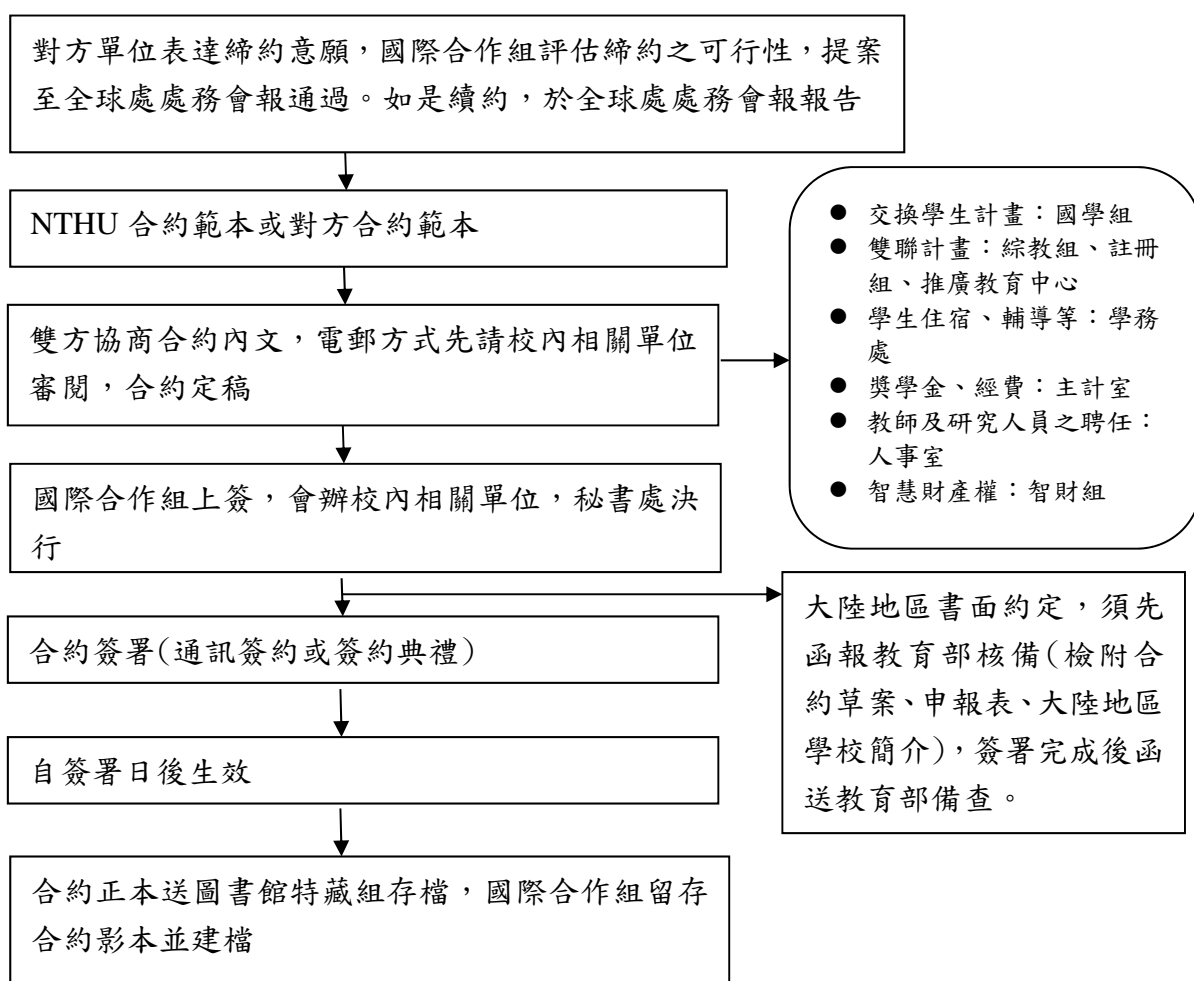 對方單位表達締約意願，國際合作組評估締約之可行性，提案
至全球處處務會報通過。如是續約，於全球處處務會報報告
NTHU 合約範本或對方合約範本
雙方協商合約內文，電郵方式先請校內相關單位
審閱，合約定稿
● 交換學生計畫：國學組
● 雙聯計畫：綜教組、註冊
組、推廣教育中心
● 學生住宿、輔導等：學務
處
● 獎學金、經費：主計室
● 教師及研究人員之聘任：
人事室
● 智慧財產權：智財組
國際合作組上簽，會辦校內相關單位，秘書處決
行
大陸地區書面約定，須先
函報教育部核備(檢附合
約草案、申報表、大陸地區
學校簡介)，簽署完成後函
送教育部備查。
合約簽署(通訊簽約或簽約典禮)
自簽署日後生效
合約正本送圖書館特藏組存檔，國際合作組留存
合約影本並建檔